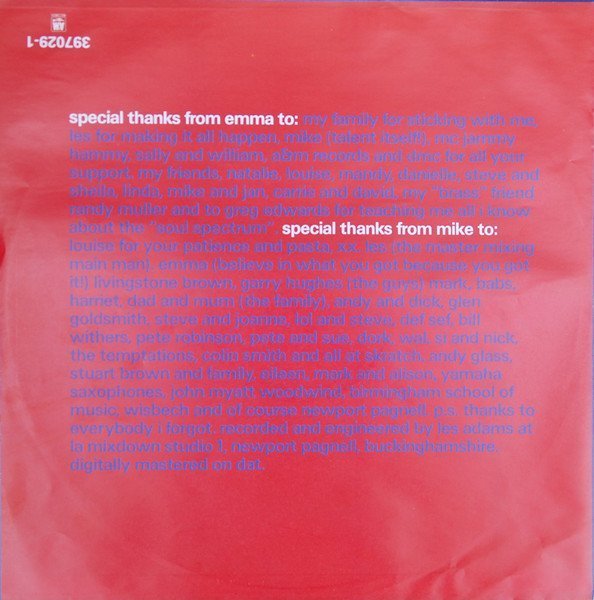 397029-1
special thanks from emma to: my family for sticking with me,
les for making it all happen, mike (talent itself!), mc jammy
hammy, sally and william, a&m records and dmc for all your
support. my friends, natalie, louise, mandy, danielle, steve and
sheila, linda, mike and jan, carrie and david, my "brass" friend
randy muller and to greg edwards for teaching me all i know
about the "soul spectrum". special thanks from mike to:
louise for your patience and pasta, xx. les (the master mixing
main man). emma (believe in what you got because you got
it!) livingstone brown, garry hughes (the guys) mark, babs,
harriet, dad and mum (the family), andy and dick, glen
goldsmith, steve and joanne, lol and steve, def sef, bill
withers, pete robinson, pete and sue, dark, wal, si and nick,
the temptations, colin smith and all at skratch, andy glass,
stuart brown and family, eileen, mark and alison, yamaha
saxophones, john myatt woodwind, birmingham school of
music, wisbech and of course newport pagnell. p.s. thanks to
everybody i forgot. recorded and engineered by les adams at
la mixdown studio 1, newport pagnell, buckinghamshire.
digitally mastered on dat.